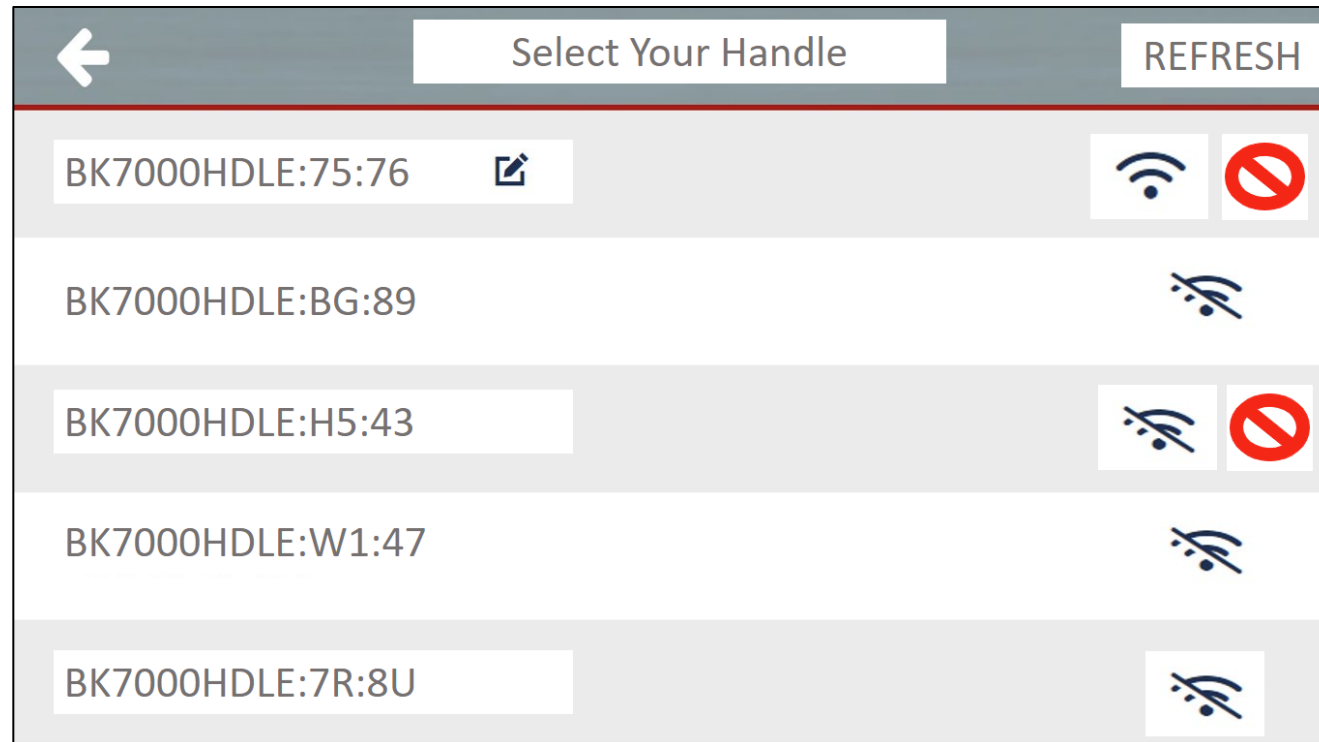 Select Your Handle
REFRESH
BK7000HDLE:75:76
BK7000HDLE:BG:89
BK7000HDLE:H5:43
BK7000HDLE:W1:47
BK7000HDLE:7R:8U